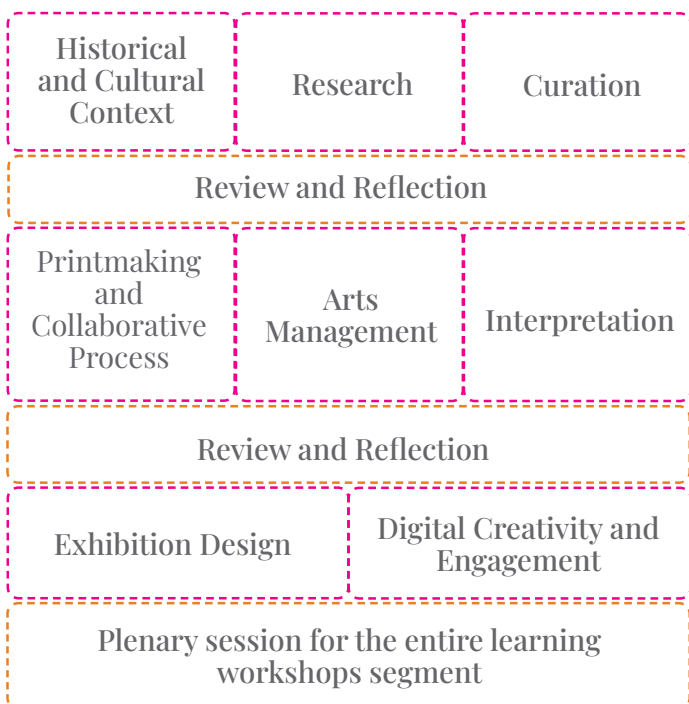 Historical
and Cultural
Context
Research
Curation
Review and Reflection
Printmaking
and
Collaborative
Process
Arts
Management
Interpretation
Review and Reflection
Exhibition Design
Digital Creativity and
Engagement
Plenary session for the entire learning
workshops segment